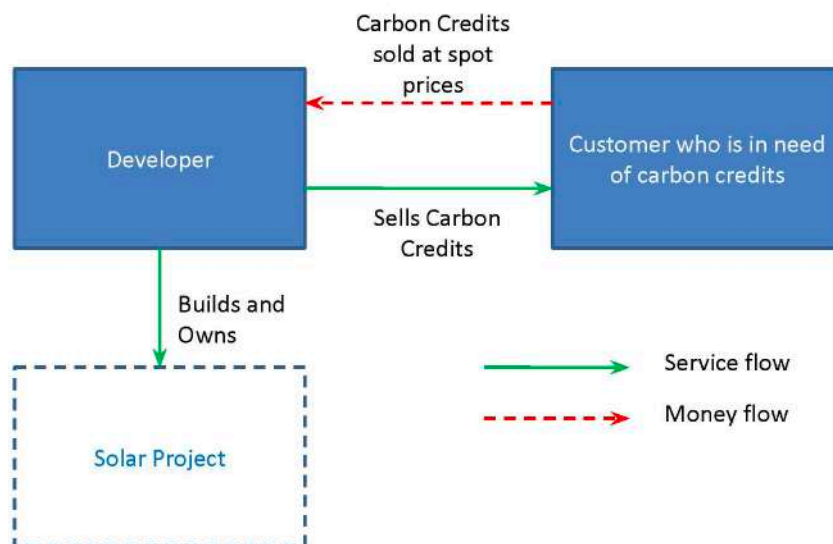 Carbon Credits
sold at spot
prices
Developer
Customer who is in need
of carbon credits
Sells Carbon
Credits
Builds and
Owns
Service flow
Money flow
Solar Project